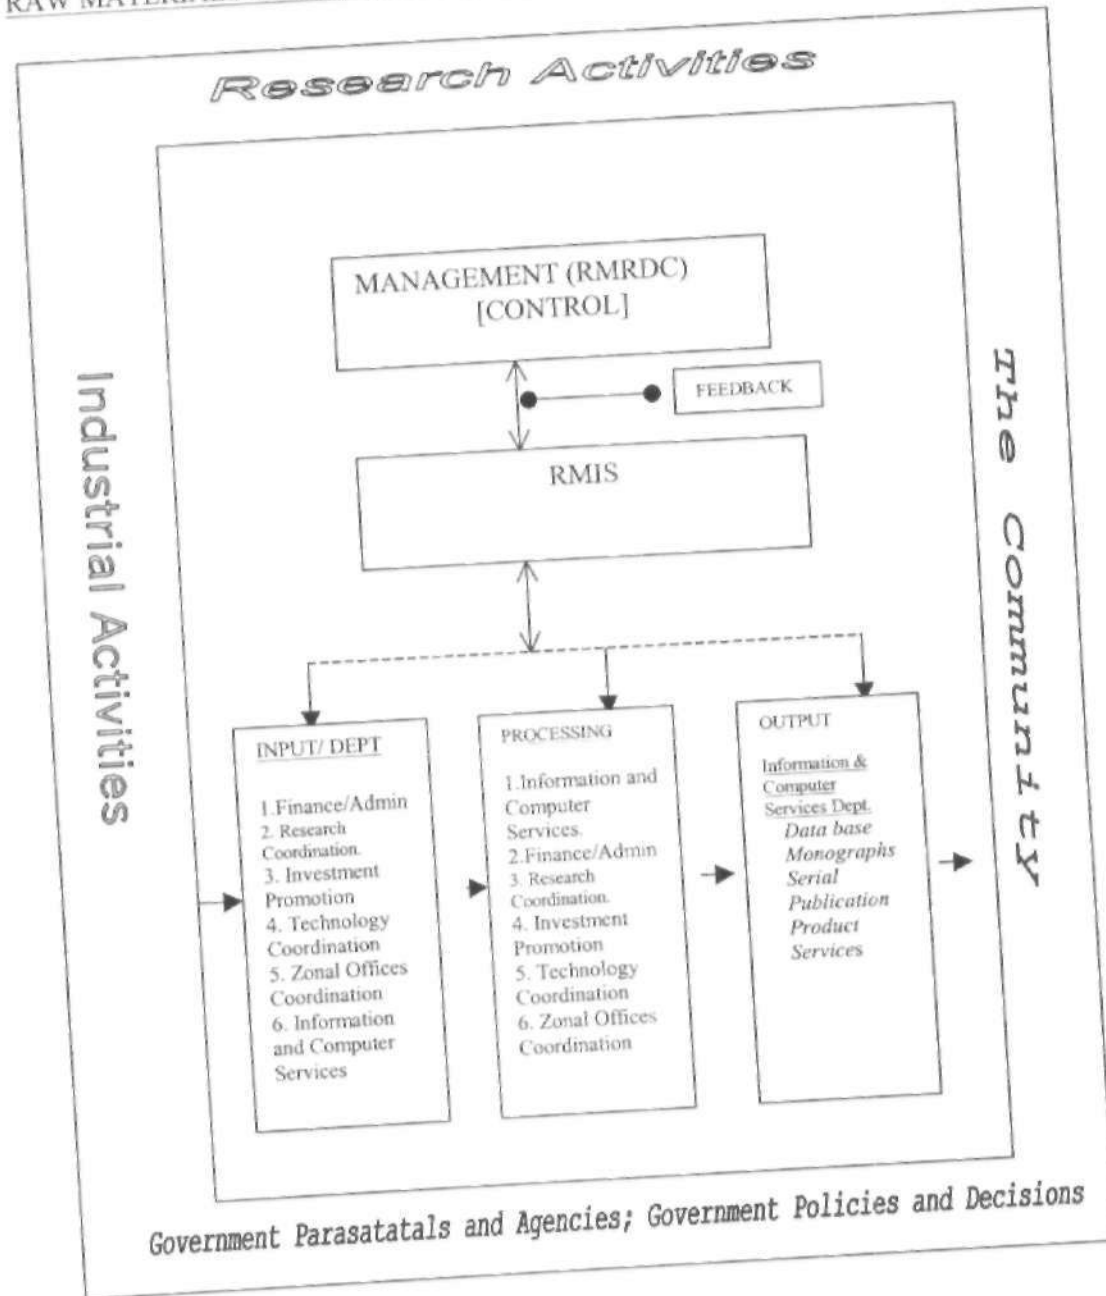 RAW MATERIAL
Research Activities
Industrial Activities
The Community
MANAGEMENT (RMRDC)
[CONTROL]
FEEDBACK
RMIS
INPUT/ DEPT
1.Finance/Admin
2. Research
Coordination.
3. Investment
Promotion
4. Technology
Coordination
5. Zonal Offices
Coordination
6. Information
and Computer
Services
PROCESSING
1.Information and
Computer
Services.
2.Finance/Admin
3. Research
Coordination.
4. Investment
Promotion
5. Technology
Coordination
6. Zonal Offices
Coordination
OUTPUT
Information &
Computer
Services Dept.
Data base
Monographs
Serial
Publication
Product
Services
Government Parasatatals and Agencies; Government Policies and Decisions